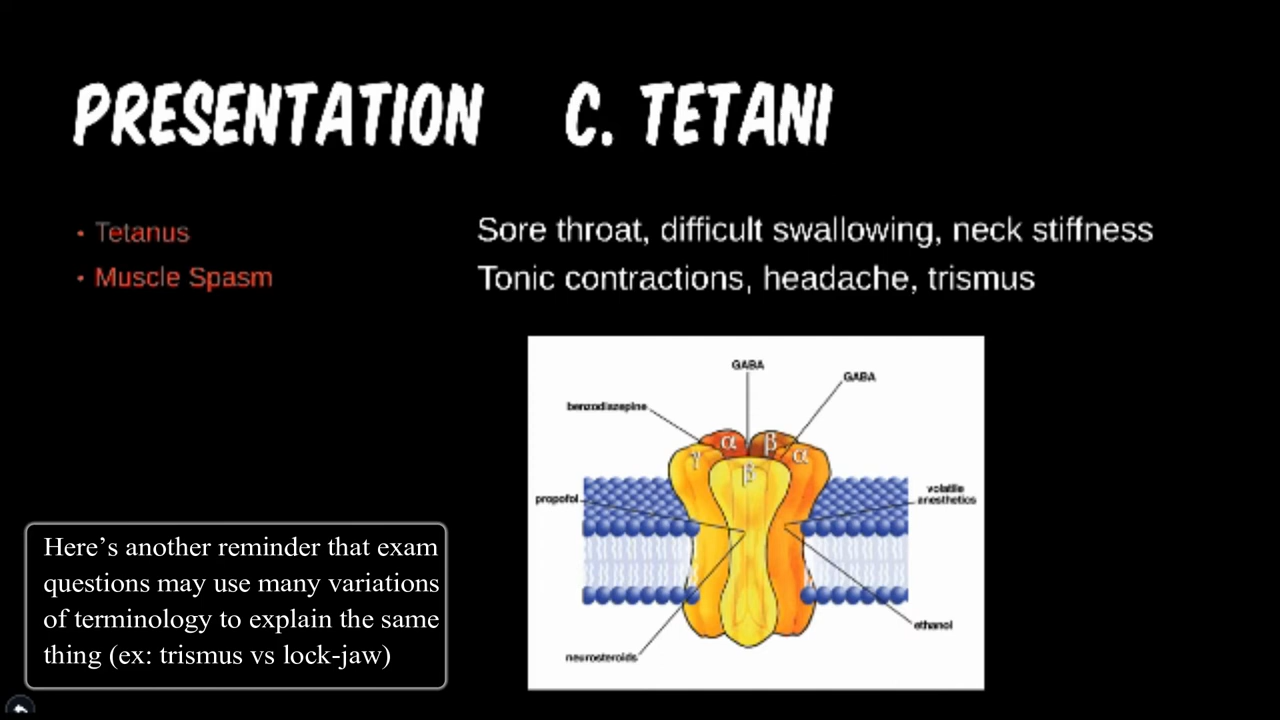 PRESENTATION C. TETANI
• Tetanus
• Muscle Spasm
Sore throat, difficult swallowing, neck stiffness
Tonic contractions, headache, trismus
GABA
GABA
benzodiazepine
α
β
γ
α
β
propofol
volatile
anesthetics
ethanol
neurosteroids
Here's another reminder that exam
questions may use many variations
of terminology to explain the same
thing (ex: trismus vs lock-jaw)